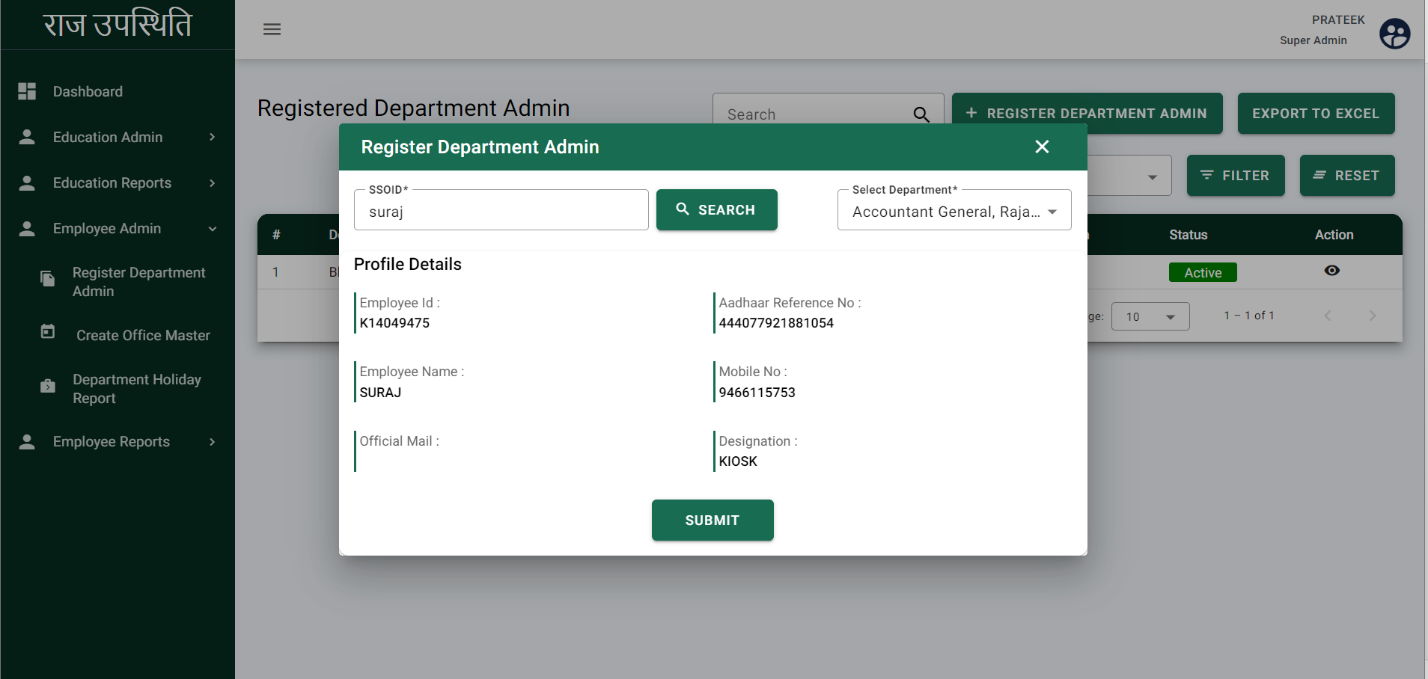 राज उपस्थिति
PRATEEK
Super Admin
Dashboard
Education Admin
Education Reports
Employee Admin
Register Department
Admin
Create Office Master
Department Holiday
Report
Employee Reports
Registered Department Admin
Search
+ REGISTER DEPARTMENT ADMIN
EXPORT TO EXCEL
FILTER
RESET
Register Department Admin
SSOID*
suraj
SEARCH
Select Department*
Accountant General, Raja...
# Status Action
1 Active
10
1 – 1 of 1
Profile Details
Employee Id :
K14049475
Aadhaar Reference No :
444077921881054
Employee Name :
SURAJ
Mobile No :
9466115753
Official Mail :
Designation :
KIOSK
SUBMIT